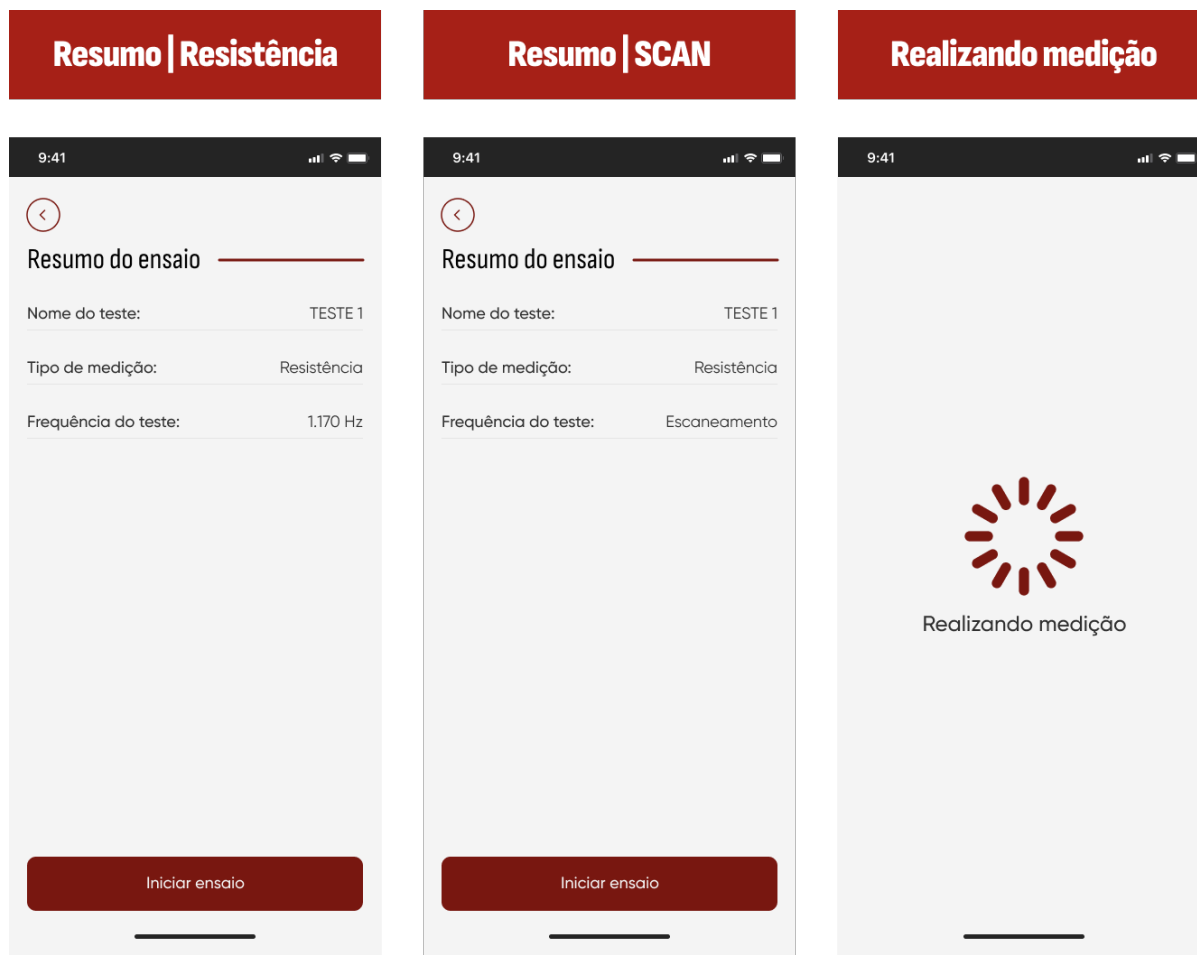 Resumo | Resistência
9:41
Resumo do ensaio
Nome do teste: TESTE 1
Tipo de medição: Resistência
Frequência do teste: 1.170 Hz
Iniciar ensaio
Resumo | SCAN
9:41
Resumo do ensaio
Nome do teste: TESTE 1
Tipo de medição: Resistência
Frequência do teste: Escaneamento
Iniciar ensaio
Realizando medição
9:41
Realizando medição